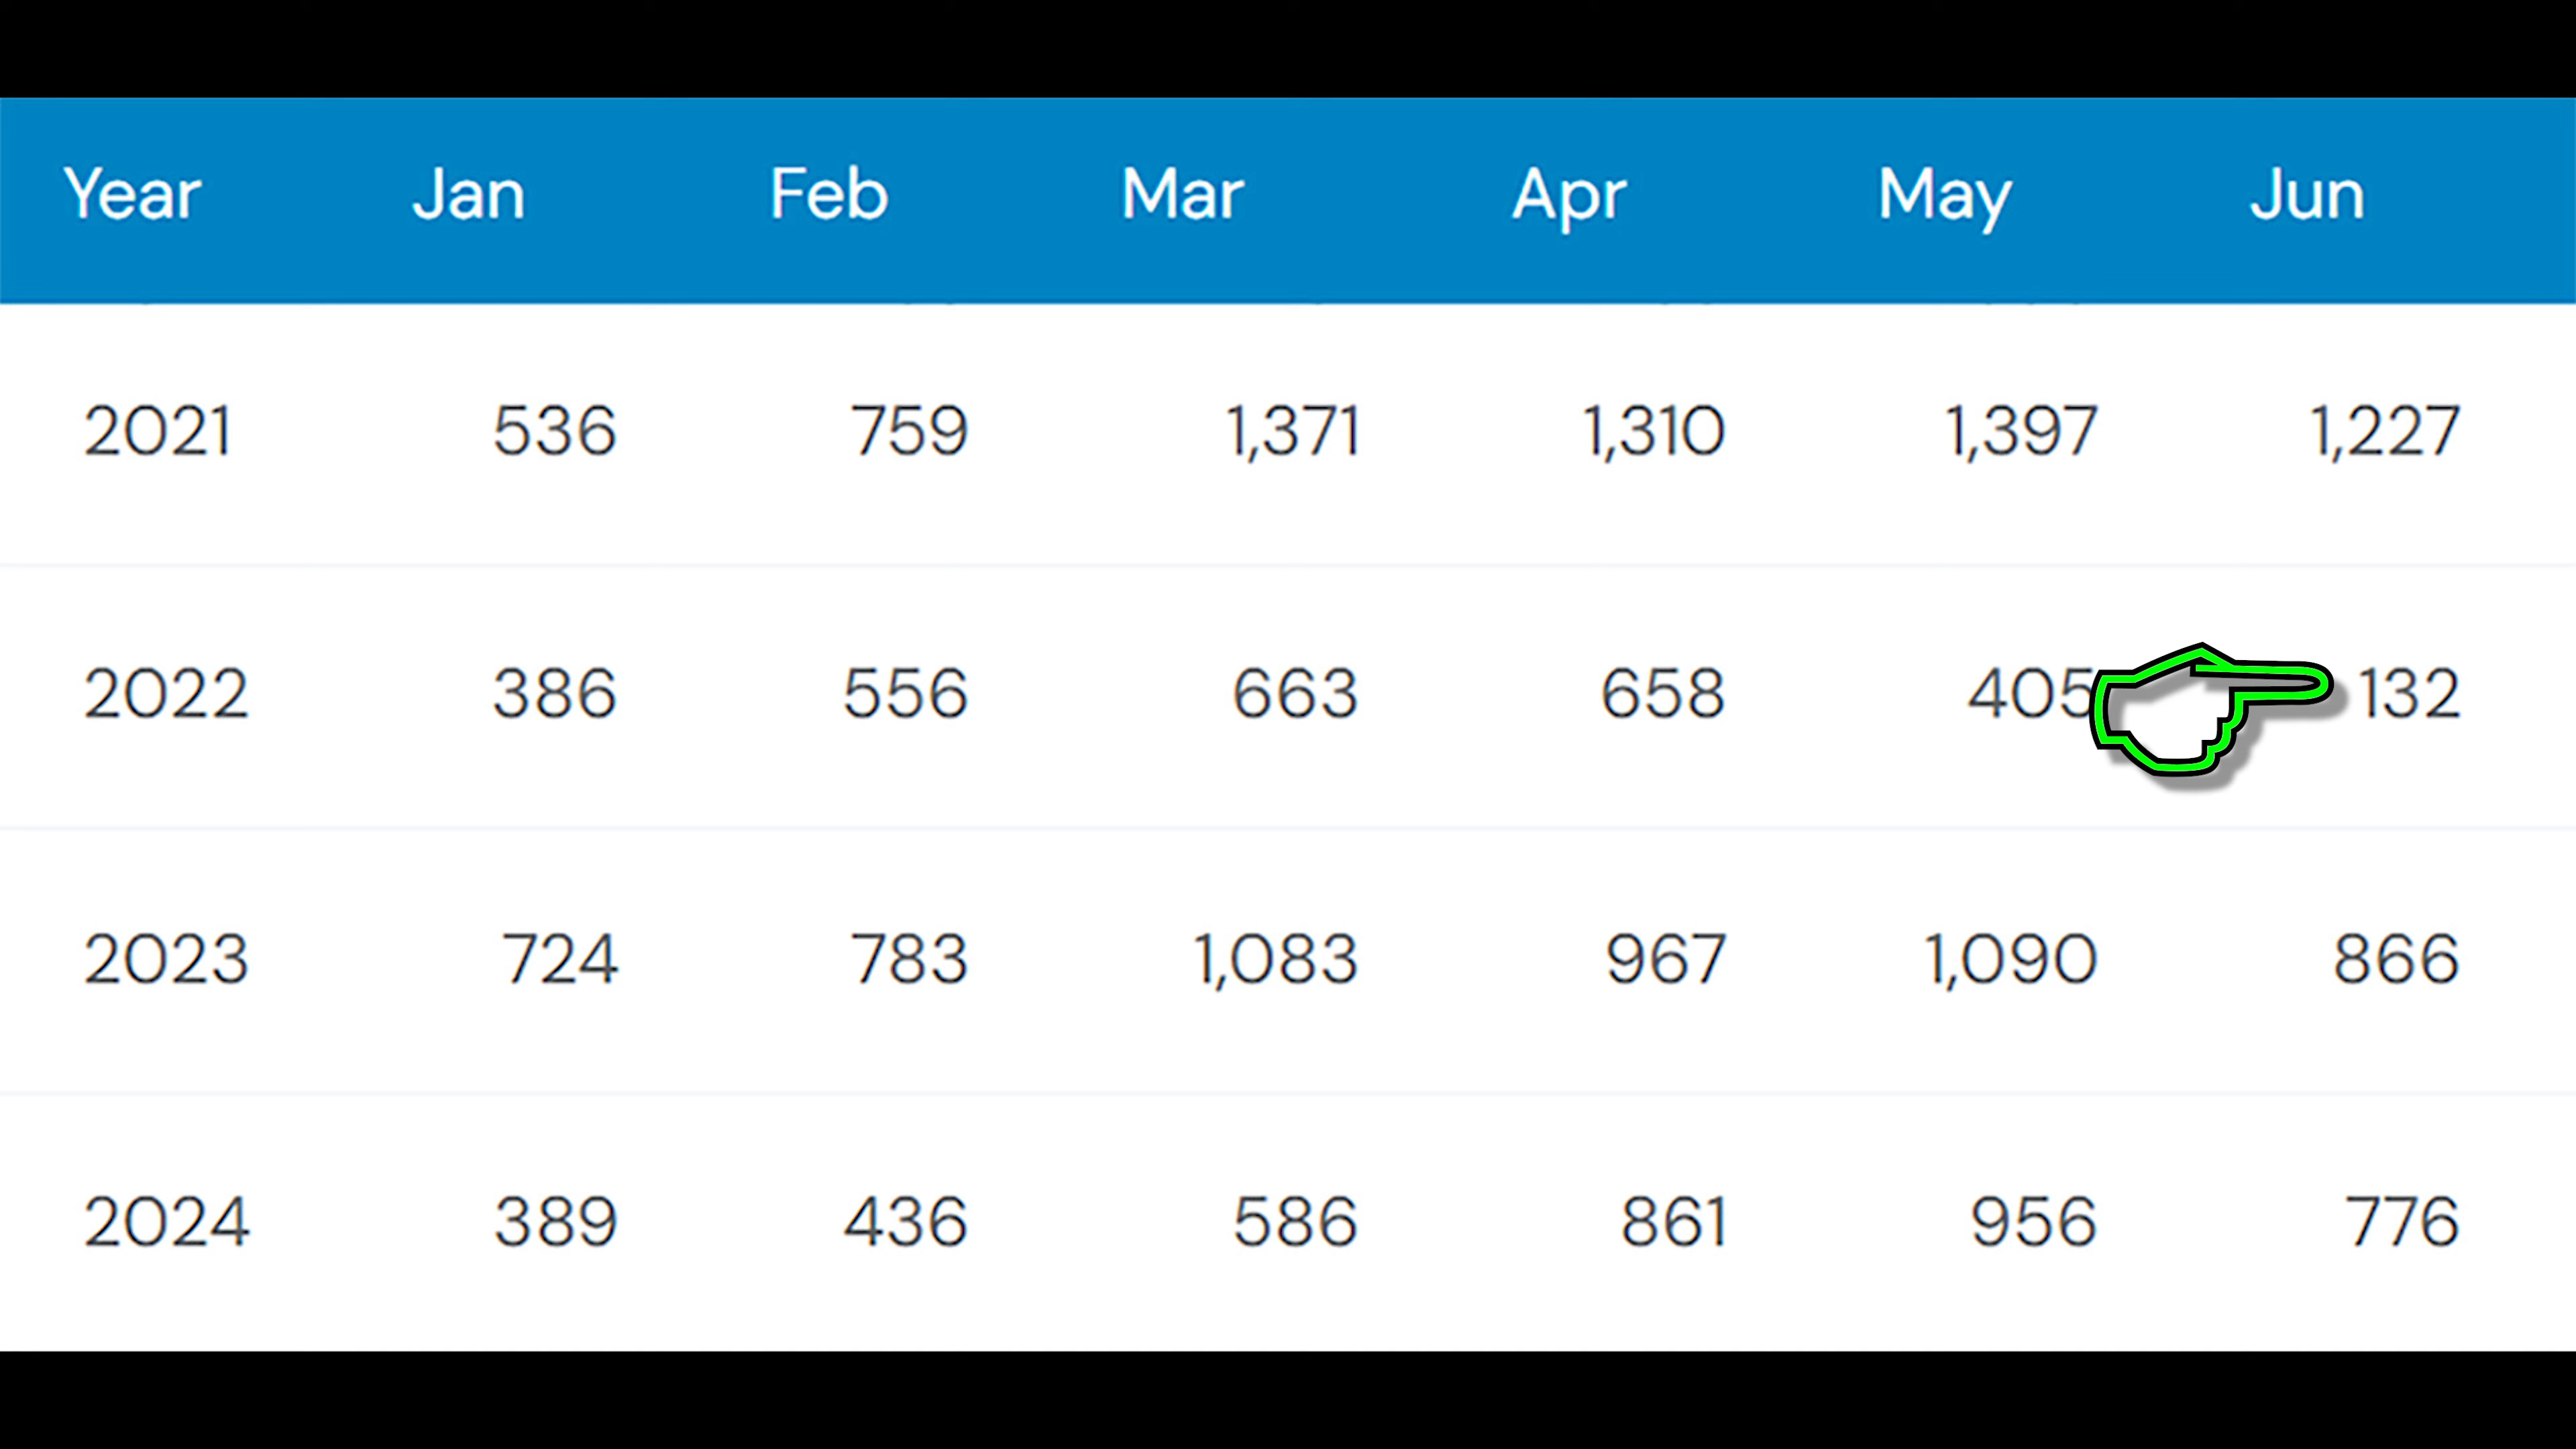 Year Jan Feb Mar Apr May Jun
2021 536 759 1,371 1,310 1,397 1,227
2022 386 556 663 658 405 132
2023 724 783 1,083 967 1,090 866
2024 389 436 586 861 956 776